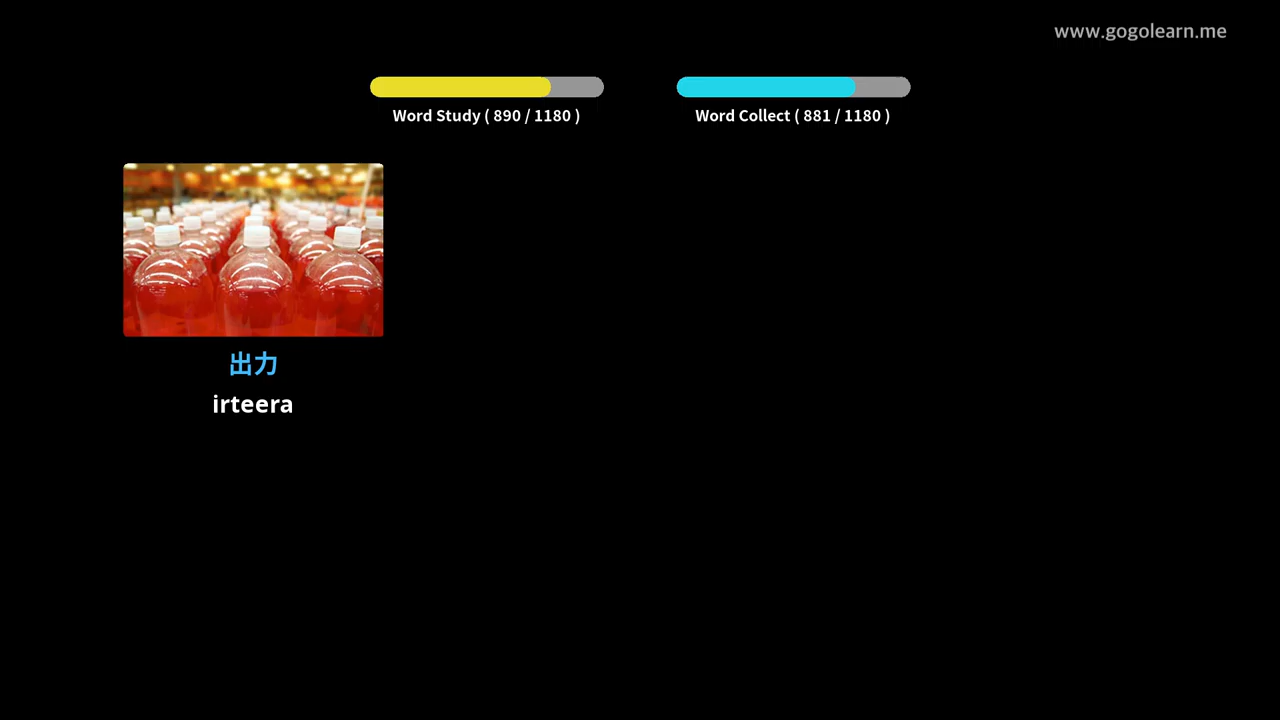 www.gogolearn.me
Word Study ( 890 / 1180 )
Word Collect ( 881 / 1180 )
出力
irteera